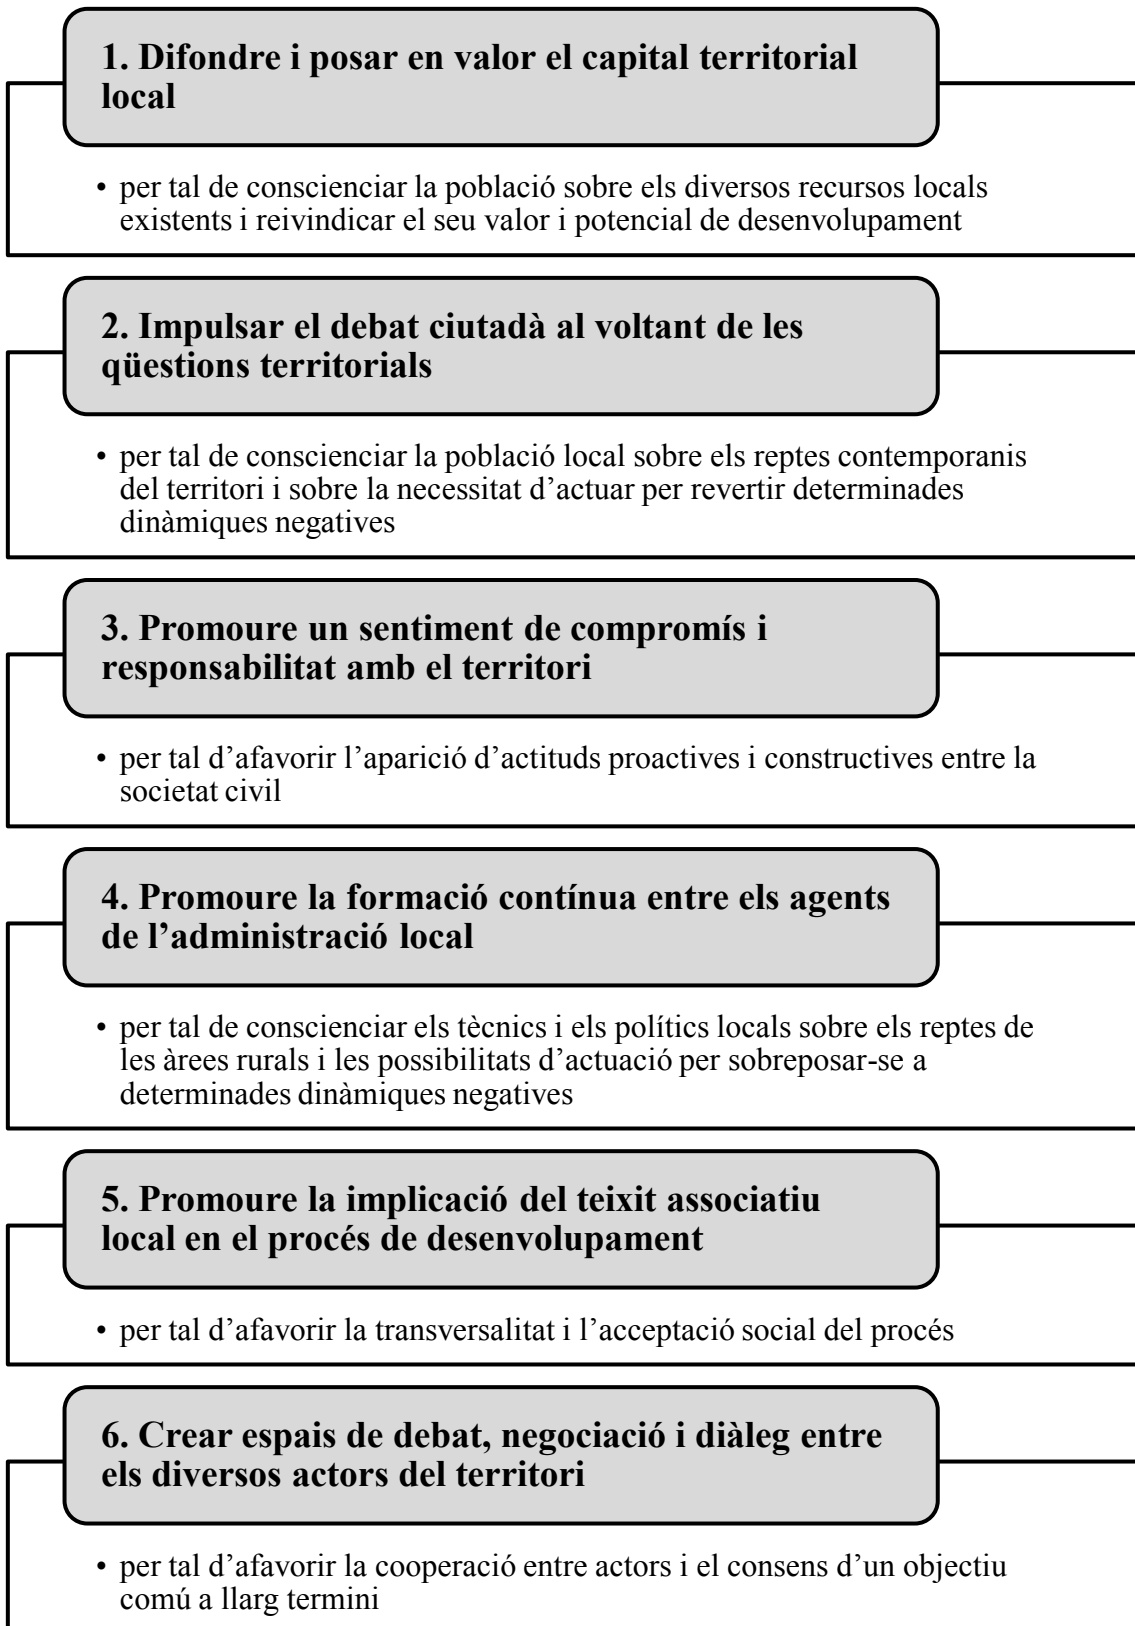 1. Difondre i posar en valor el capital territorial
local
• per tal de conscienciar la població sobre els diversos recursos locals
existents i reivindicar el seu valor i potencial de desenvolupament
2. Impulsar el debat ciutadà al voltant de les
qüestions territorials
• per tal de conscienciar la població local sobre els reptes contemporanis
del territori i sobre la necessitat d’actuar per revertir determinades
dinàmiques negatives
3. Promoure un sentiment de compromís i
responsabilitat amb el territori
• per tal d’afavorir l’aparició d’actituds proactives i constructives entre la
societat civil
4. Promoure la formació contínua entre els agents
de l’administració local
• per tal de conscienciar els tècnics i els polítics locals sobre els reptes de
les àrees rurals i les possibilitats d’actuació per sobreposar-se a
determinades dinàmiques negatives
5. Promoure la implicació del teixit associatiu
local en el procés de desenvolupament
• per tal d’afavorir la transversalitat i l’acceptació social del procés
6. Crear espais de debat, negociació i diàleg entre
els diversos actors del territori
• per tal d’afavorir la cooperació entre actors i el consens d’un objectiu
comú a llarg termini